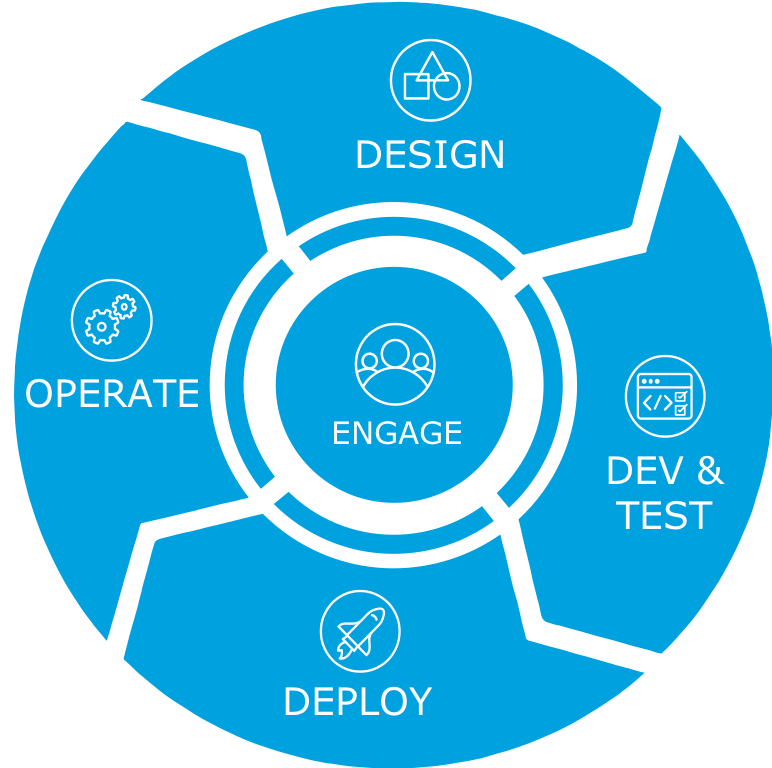 DESIGN
OPERATE
ENGAGE
</>
DEV &
TEST
DEPLOY